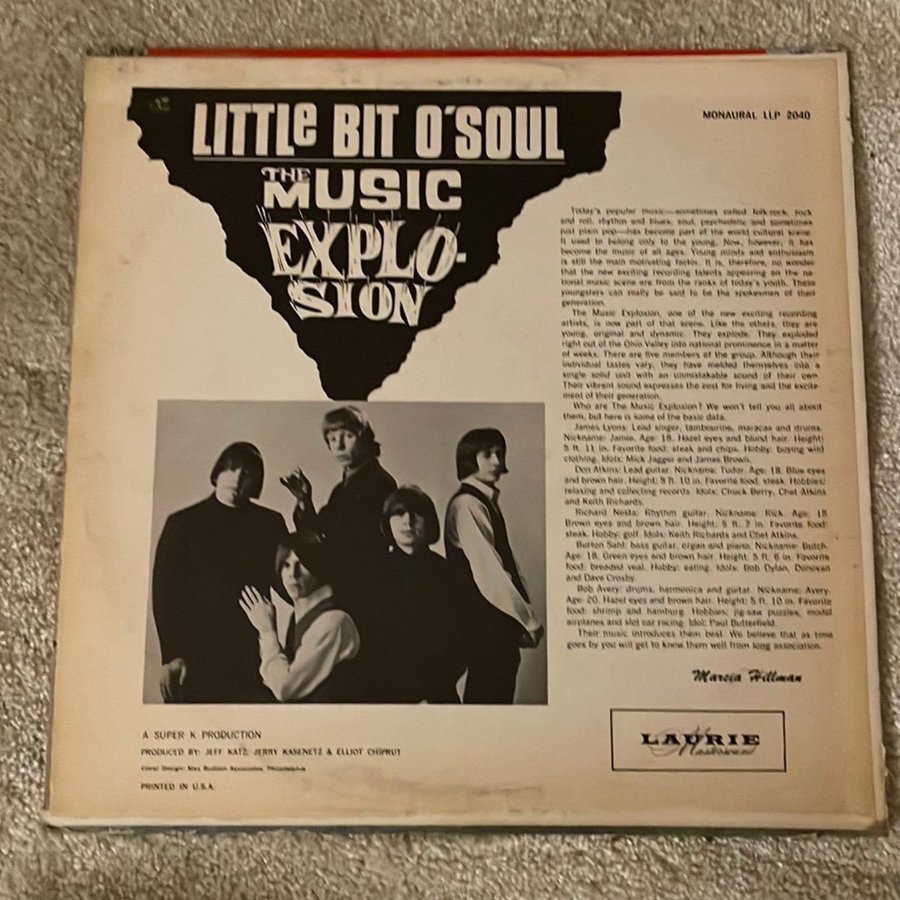 LITTLe BIT O'SOUL
THE
MUSIC
EXPLO-
SION
MONAURAL LLP 2040
Today's popular music—sometimes called folk-rock, rock
and roll, rhythm and blues, soul, psychedelic and sometimes
just plain pop—has become part of the world cultural scene.
It used to belong only to the young. Now, however, it has
become the music of all ages. Young minds and enthusiasm
is still the main motivating factor. It is, therefore, no wonder
that the new exciting recording talents appearing on the na-
tional music scene are from the ranks of today's youth. These
youngsters can really be said to be the spokesmen of their
generation.
The Music Explosion, one of the new exciting recording
artists, is now part of that scene. Like the others, they are
young, original and dynamic. They explode. They exploded
right out of the Ohio Valley into national prominence in a matter
of weeks. There are five members of the group. Although their
individual tastes vary, they have melded themselves into a
single solid unit with an unmistakable sound of their own.
Their vibrant sound expresses the zest for living and the excite-
ment of their generation.
Who are The Music Explosion? We won't tell you all about
them, but here is some of the basic data.
James Lyons: Lead singer, tambourine, maracas and drums.
Nickname: Jamie. Age: 18. Hazel eyes and blond hair. Height:
5 ft. 11 in. Favorite food: steak and chips. Hobby: buying wild
clothing. Idols: Mick Jagger and James Brown.
Don Atkins: Lead guitar. Nickname: Tudor. Age: 18. Blue eyes
and brown hair. Height: 5 ft. 10 in. Favorite food: steak. Hobbies:
relaxing and collecting records. Idols: Chuck Berry, Chet Atkins
and Keith Richards.
Richard Nesta: Rhythm guitar. Nickname: Rick. Age: 18
Brown eyes and brown hair. Height: 5 ft. 7 in. Favorite food:
steak. Hobby: golf. Idols: Keith Richards and Chet Atkins.
Burton Sahl: bass guitar, organ and piano. Nickname: Butch.
Age: 18. Green eyes and brown hair. Height: 5 ft. 6 in. Favorite
food: breaded veal. Hobby: eating. Idols: Bob Dylan, Donovan
and Dave Crosby.
Bob Avery: drums, harmonica and guitar. Nickname: Avery.
Age: 20. Hazel eyes and brown hair. Height: 5 ft. 10 in. Favorite
food: shrimp and hamburg. Hobbies: jig-saw puzzles, model
airplanes and slot car racing. Idol: Paul Butterfield.
Their music introduces them best. We believe that as time
goes by you will get to know them well from long association.
Marcia Hillman
A SUPER K PRODUCTION
PRODUCED BY: JEFF KATZ, JERRY KASENETZ & ELLIOT CHIPRUT
Cover Design: Associates, Philadelphia
PRINTED IN U.S.A.
LAURIE